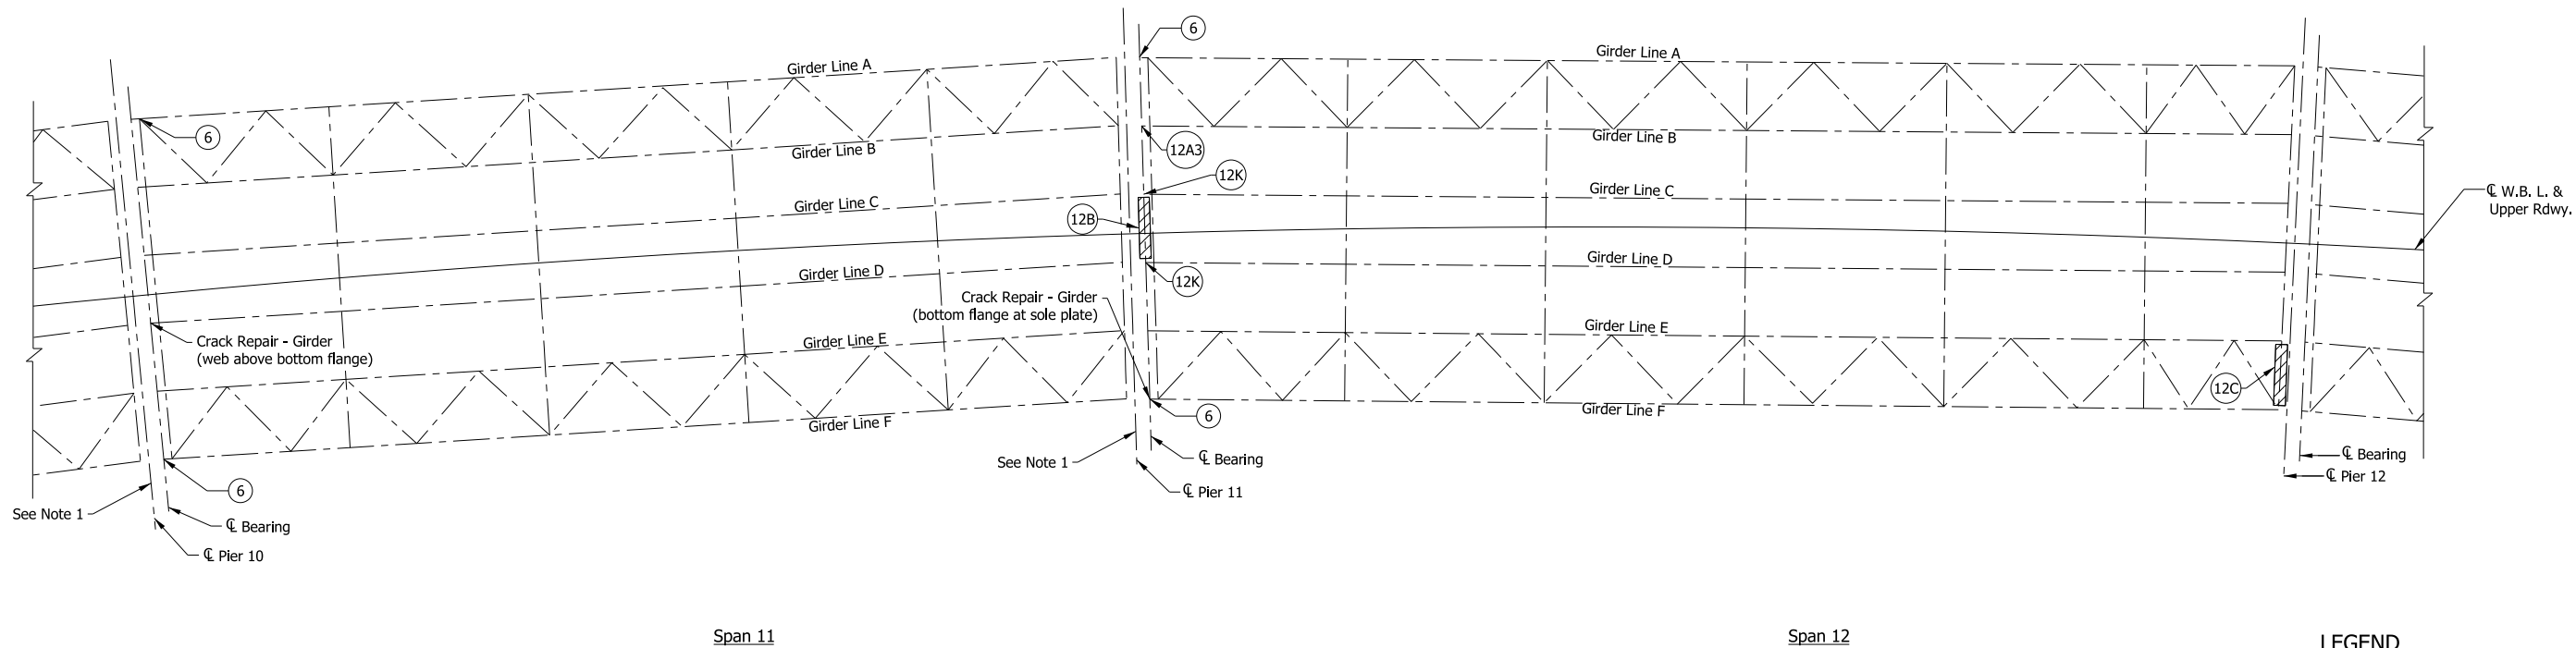 6
Girder Line A
Girder Line A
6
Girder Line B
12A3
Girder Line B
12K
Girder Line C
Girder Line C
℄ W.B. L. &
Upper Rdwy.
12B
Girder Line D
Girder Line D
12K
Crack Repair - Girder
(bottom flange at sole plate)
Crack Repair - Girder
(web above bottom flange)
Girder Line E
Girder Line E
12C
Girder Line F
Girder Line F
6
See Note 1
℄ Bearing
℄ Pier 11
℄ Bearing
℄ Pier 12
6
See Note 1
℄ Bearing
℄ Pier 10
Span 11
Span 12
LEGEND